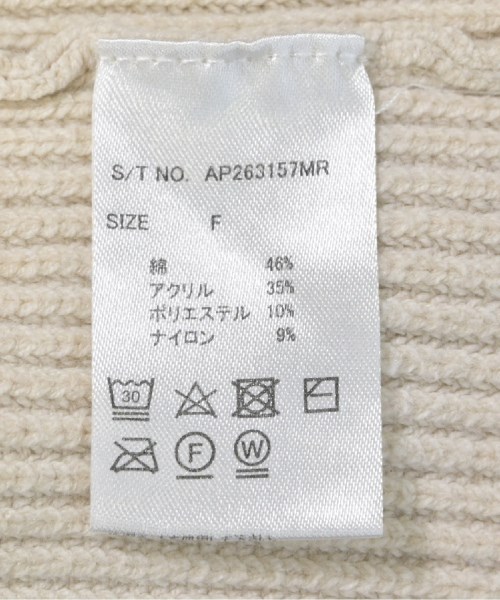 S/T NO. AP263157MR
SIZE F
綿 46%
アクリル 35%
ポリエステル 10%
ナイロン 9%
30
F W